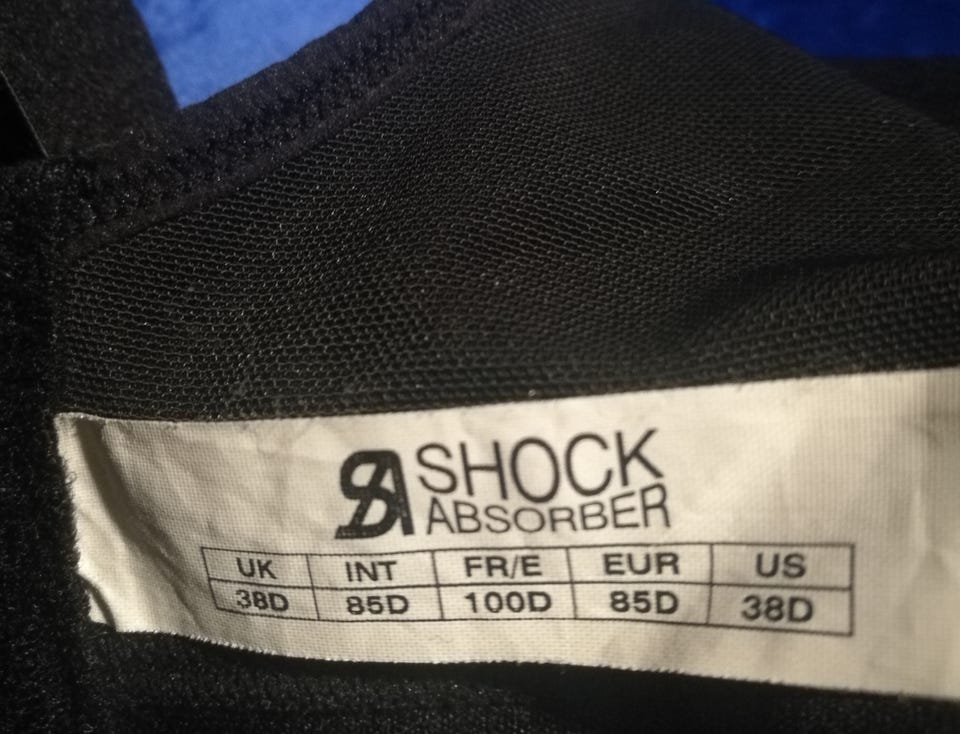 SA SHOCK
ABSORBER
UK INT FR/E EUR US
38D 85D 100D 85D 38D